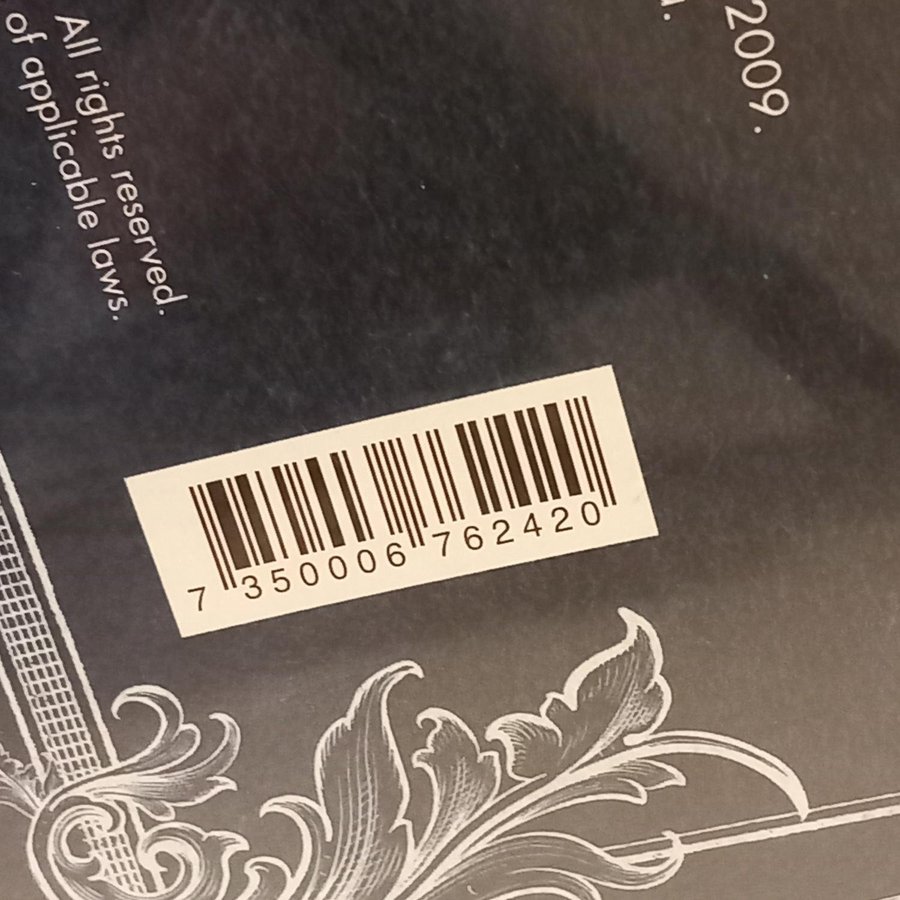 2009.
All rights reserved.
of applicable laws.
7 350006 762420